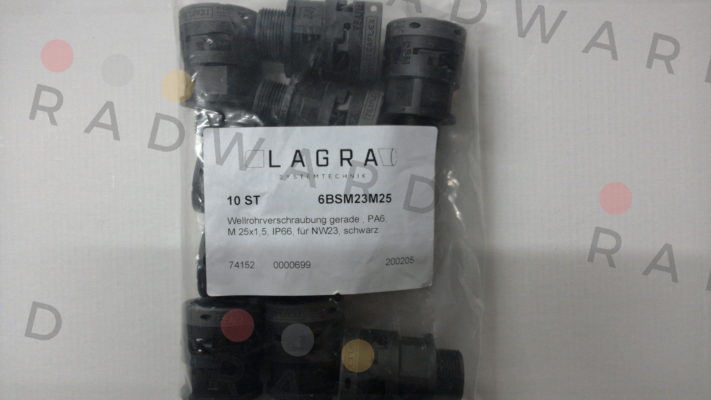 RADWARD
RADWARD
RAD
D
LAGRA
SYSTEMTECHNIK
10 ST 6BSM23M25
Wellrohrverschraubung gerade , PA6,
M 25x1,5, IP66, für NW23, schwarz
74152 0000699 200205